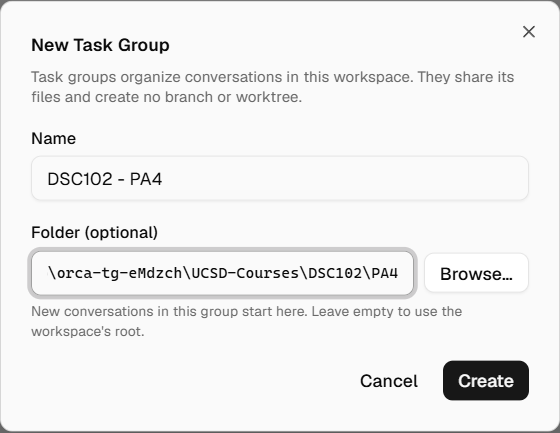 New Task Group
Task groups organize conversations in this workspace. They share its
files and create no branch or worktree.
Name
DSC102 - PA4
Folder (optional)
\orca-tg-eMdzch\UCSD-Courses\DSC102\PA4
Browse...
New conversations in this group start here. Leave empty to use the
workspace's root.
Cancel
Create